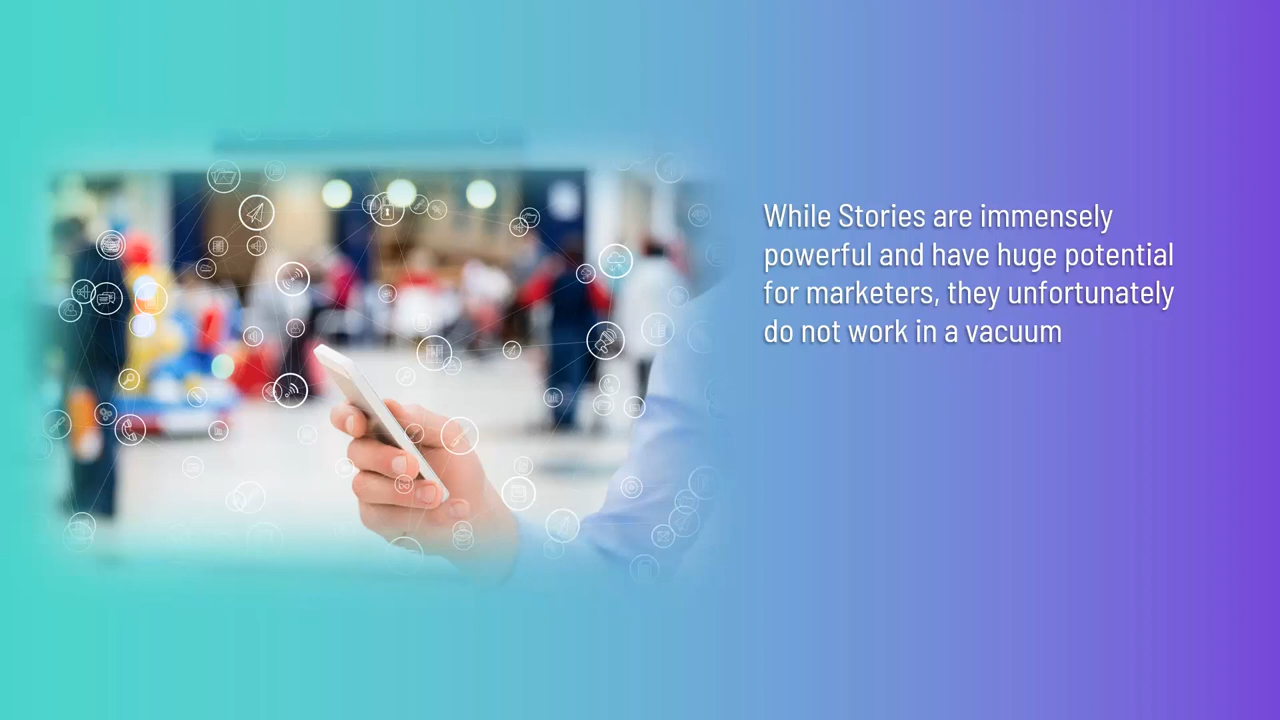 While Stories are immensely
powerful and have huge potential
for marketers, they unfortunately
do not work in a vacuum